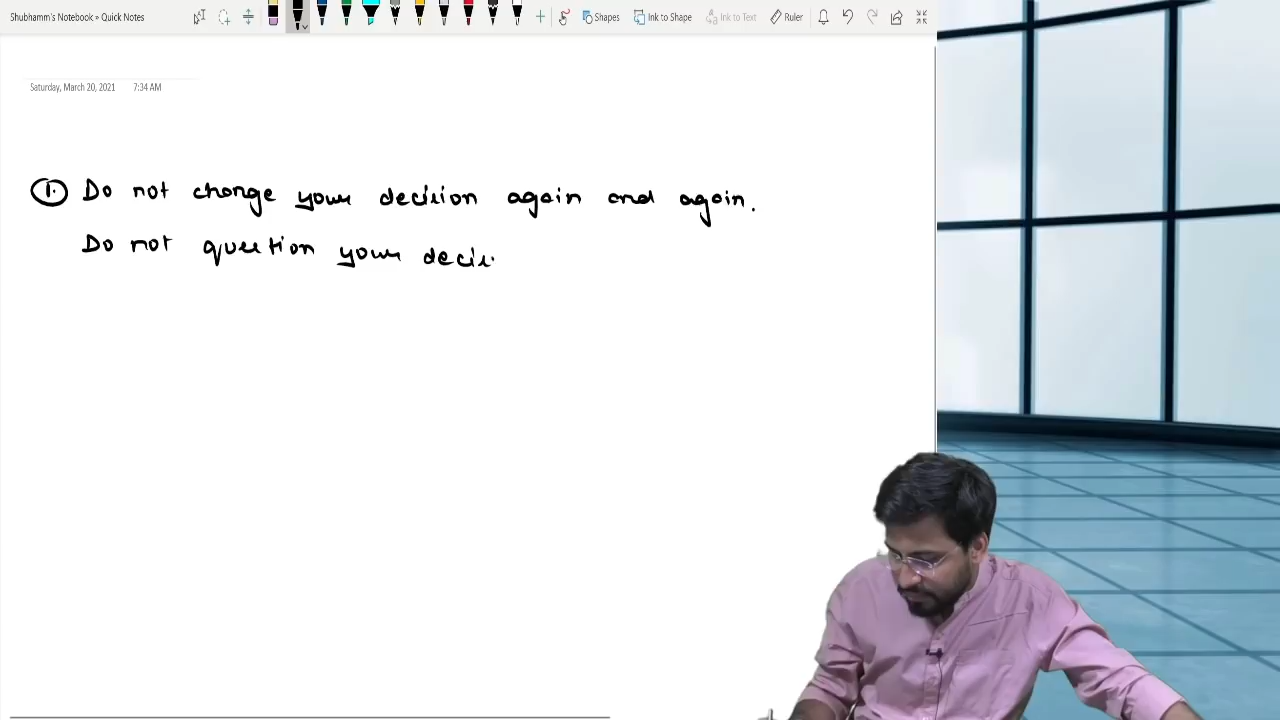 Shubhamm's Notebook » Quick Notes
Shapes
Ink to Shape
Ink to Text
Ruler
Saturday, March 20, 2021 7:34 AM
1. Do not change your decision again and again.
Do not question your decis